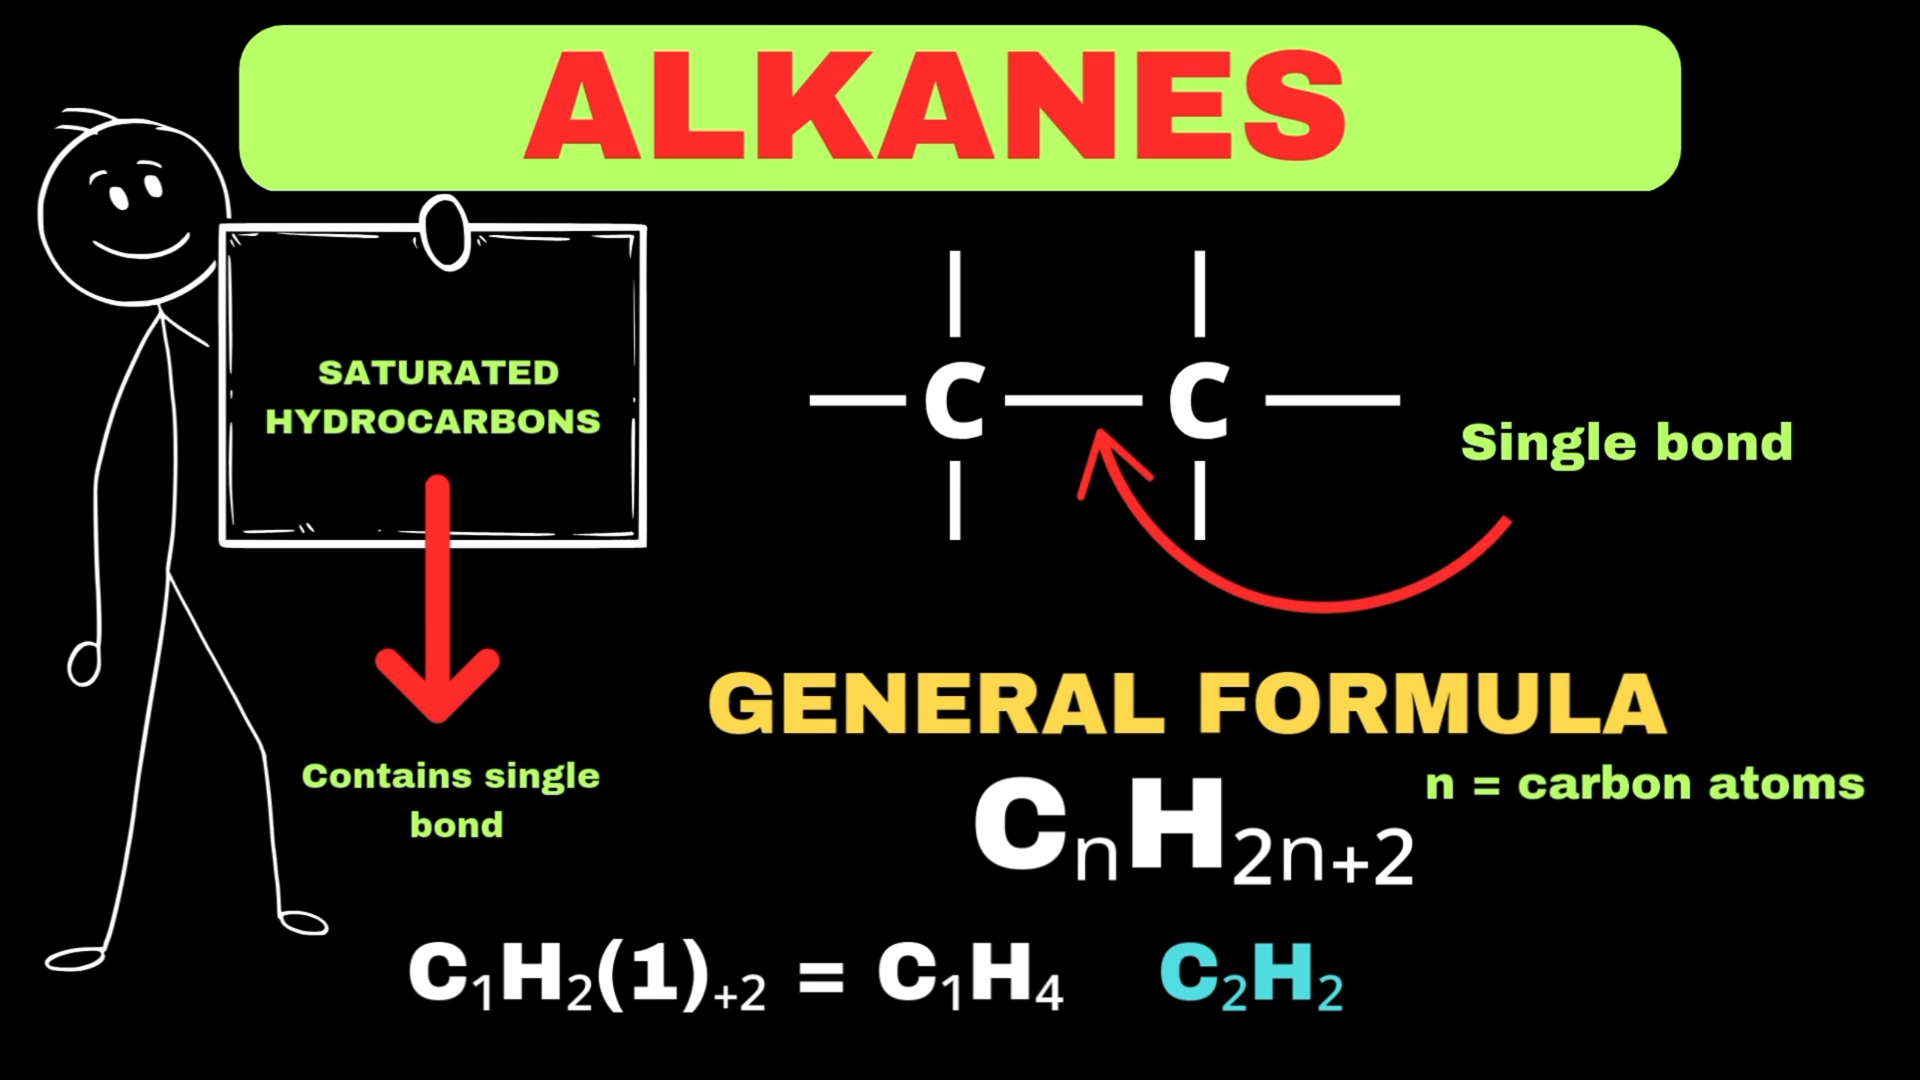 ALKANES
SATURATED
HYDROCARBONS
Contains single
bond
C C
Single bond
GENERAL FORMULA
CₙH₂ₙ₊₂
n = carbon atoms
C₁H₂(1)₊₂ = C₁H₄ C₂H₂